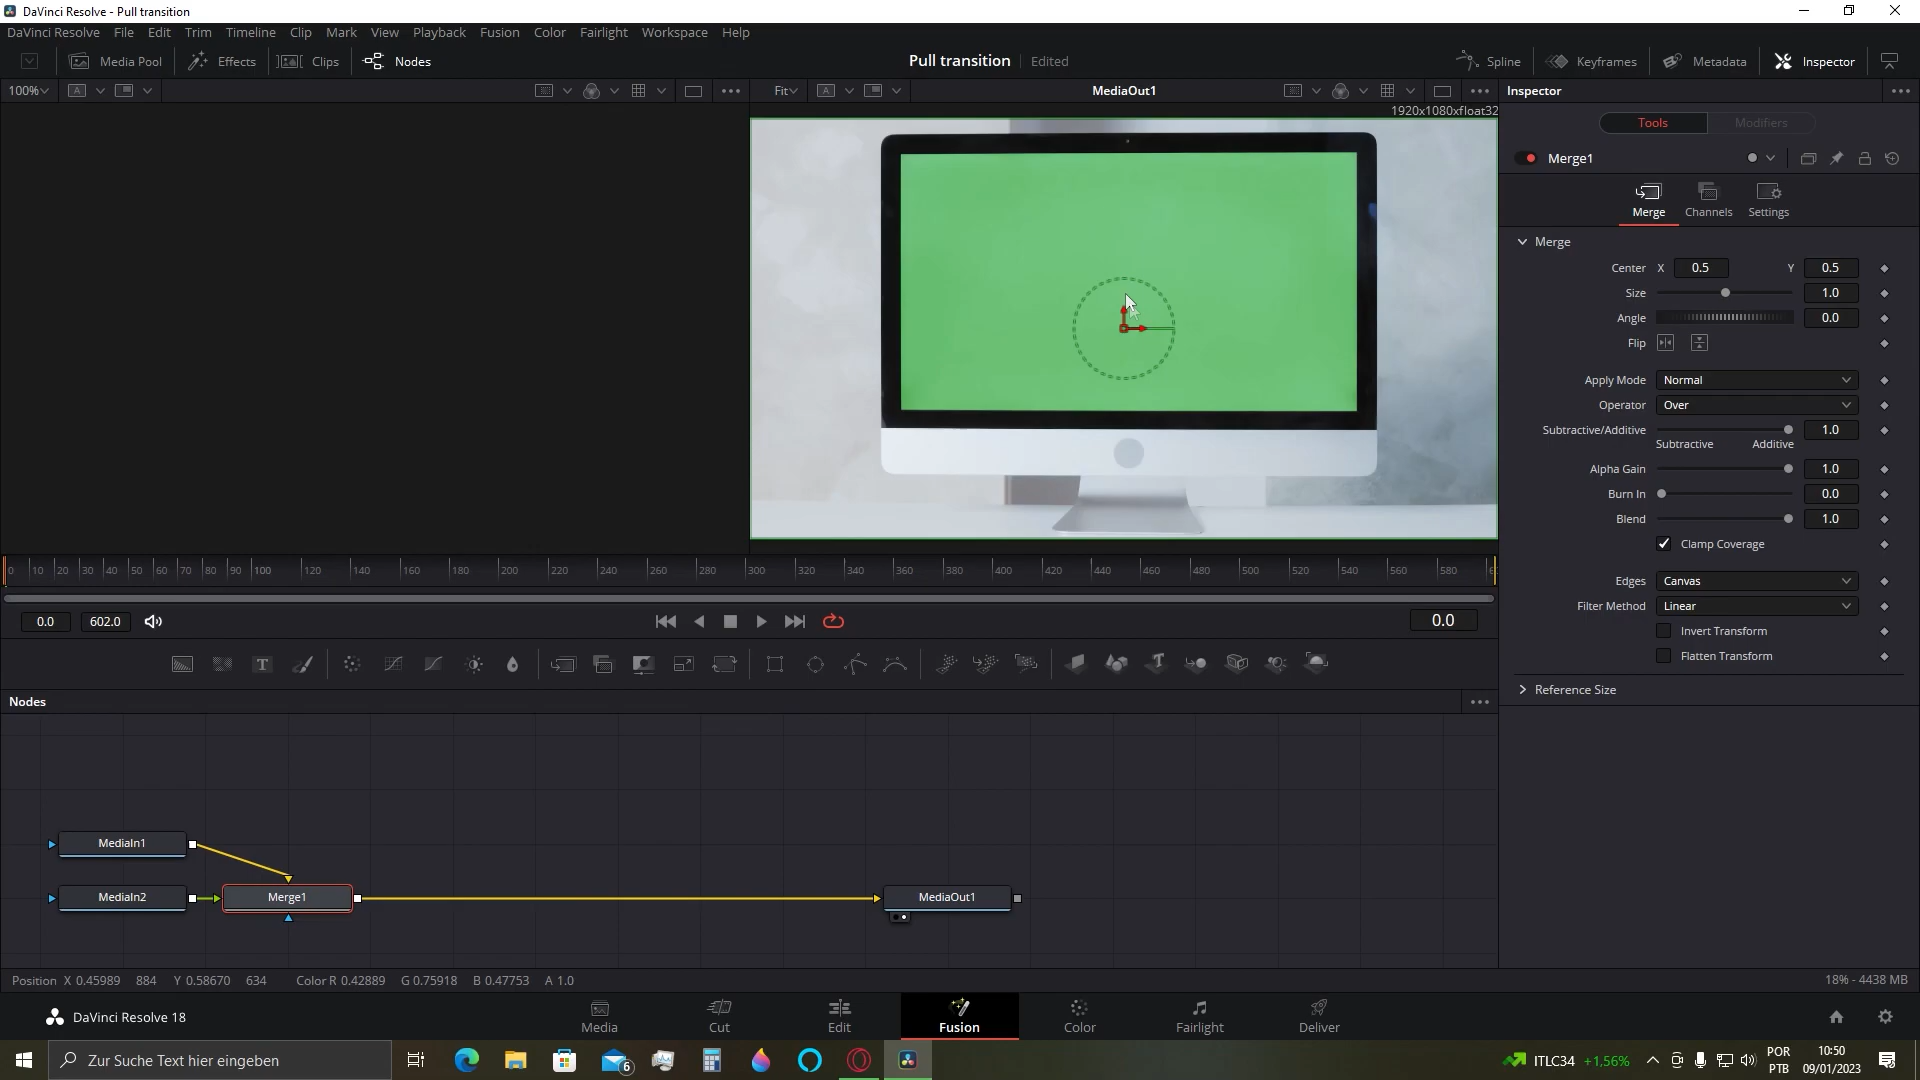 DaVinci Resolve - Pull transition
DaVinci Resolve File Edit Trim Timeline Clip Mark View Playback Fusion Color Fairlight Workspace Help
Media Pool Effects Clips Nodes Pull transition Edited Spline Keyframes Metadata Inspector
100% A Fit A MediaOut1 Inspector
1920x1080xfloat32
Tools Modifiers
Merge1
Merge Channels Settings
Merge
Center X 0.5 Y 0.5
Size 1.0
Angle 0.0
Flip
Apply Mode Normal
Operator Over
Subtractive/Additive 1.0
Subtractive Additive
Alpha Gain 1.0
Burn In 0.0
Blend 1.0
Clamp Coverage
Edges Canvas
Filter Method Linear
Invert Transform
Flatten Transform
Reference Size
0 10 20 30 40 50 60 70 80 90 100 120 140 160 180 200 220 240 260 280 300 320 340 360 380 400 420 440 460 480 500 520 540 560 580
0.0 602.0 0.0
T T
Nodes
MediaIn1
MediaIn2 Merge1 MediaOut1
Position X 0.45989 884 Y 0.58670 634 Color R 0.42889 G 0.75918 B 0.47753 A 1.0 18% - 4438 MB
DaVinci Resolve 18 Media Cut Edit Fusion Color Fairlight Deliver
Zur Suche Text hier eingeben 6 ITLC34 +1,56% POR PTB 10:50 09/01/2023